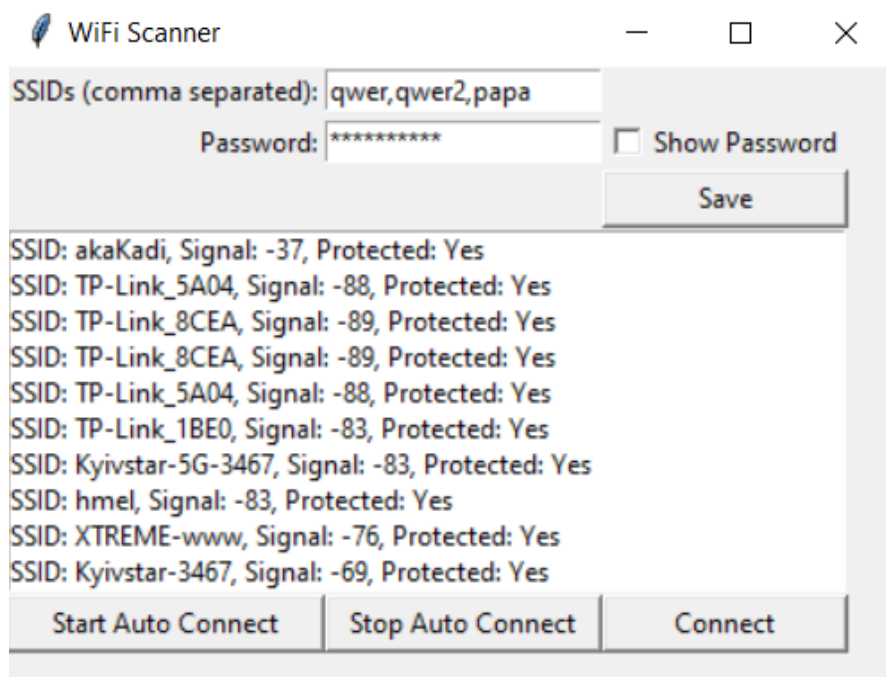 WiFi Scanner
SSIDs (comma separated): qwer,qwer2,papa
Password: ********** Show Password
Save
SSID: akaKadi, Signal: -37, Protected: Yes
SSID: TP-Link_5A04, Signal: -88, Protected: Yes
SSID: TP-Link_8CEA, Signal: -89, Protected: Yes
SSID: TP-Link_8CEA, Signal: -89, Protected: Yes
SSID: TP-Link_5A04, Signal: -88, Protected: Yes
SSID: TP-Link_1BE0, Signal: -83, Protected: Yes
SSID: Kyivstar-5G-3467, Signal: -83, Protected: Yes
SSID: hmel, Signal: -83, Protected: Yes
SSID: XTREME-www, Signal: -76, Protected: Yes
SSID: Kyivstar-3467, Signal: -69, Protected: Yes
Start Auto Connect Stop Auto Connect Connect